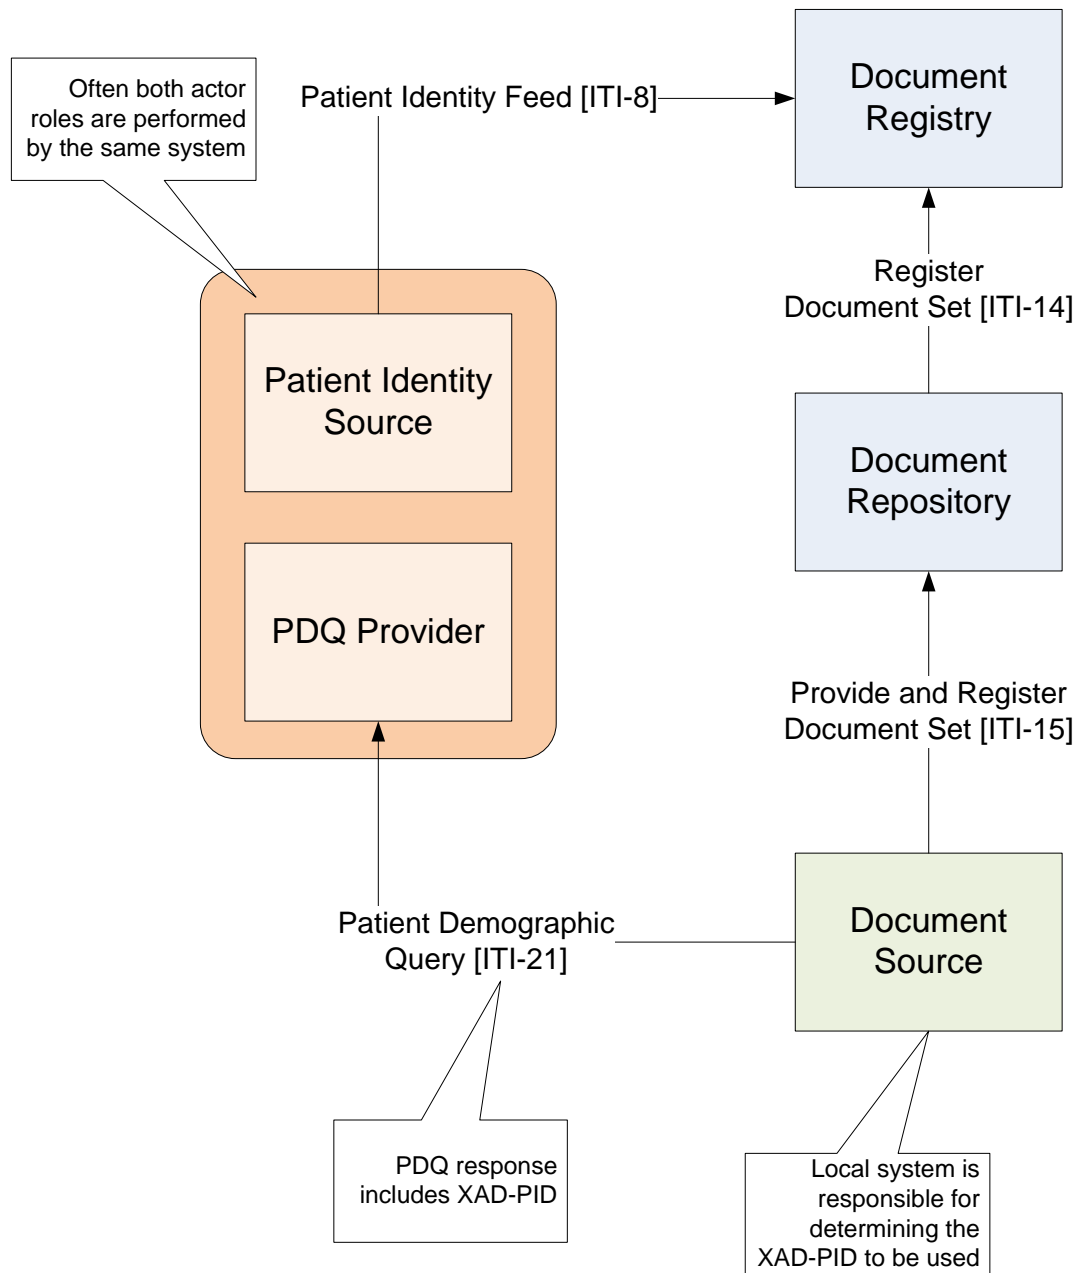 Often both actor
roles are performed
by the same system
Patient Identity Feed [ITI-8]
Document
Registry
Register
Document Set [ITI-14]
Patient Identity
Source
Document
Repository
PDQ Provider
Provide and Register
Document Set [ITI-15]
Patient Demographic
Query [ITI-21]
Document
Source
PDQ response
includes XAD-PID
Local system is
responsible for
determining the
XAD-PID to be used